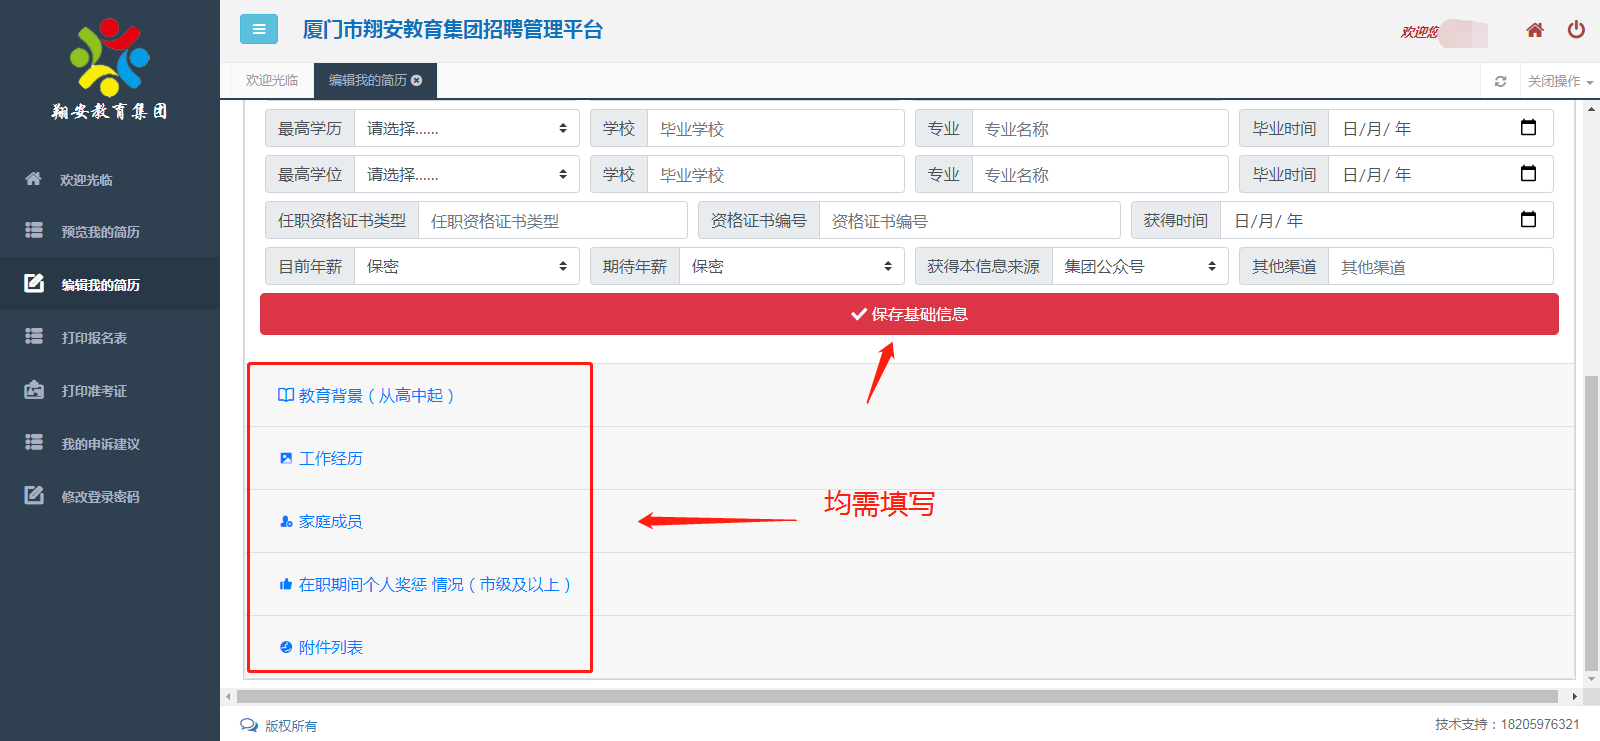 翔安教育集团
欢迎光临
预览我的简历
编辑我的简历
打印报名表
打印准考证
我的申诉建议
修改登录密码
厦门市翔安教育集团招聘管理平台
欢迎您
欢迎光临 编辑我的简历 关闭操作
最高学历 请选择...... 学校 毕业学校 专业 专业名称 毕业时间 日/月/ 年
最高学位 请选择...... 学校 毕业学校 专业 专业名称 毕业时间 日/月/ 年
任职资格证书类型 任职资格证书类型 资格证书编号 资格证书编号 获得时间 日/月/ 年
目前年薪 保密 期待年薪 保密 获得本信息来源 集团公众号 其他渠道 其他渠道
保存基础信息
教育背景（从高中起）
工作经历
均需填写
家庭成员
在职期间个人奖惩 情况（市级及以上）
附件列表
版权所有 技术支持：18205976321